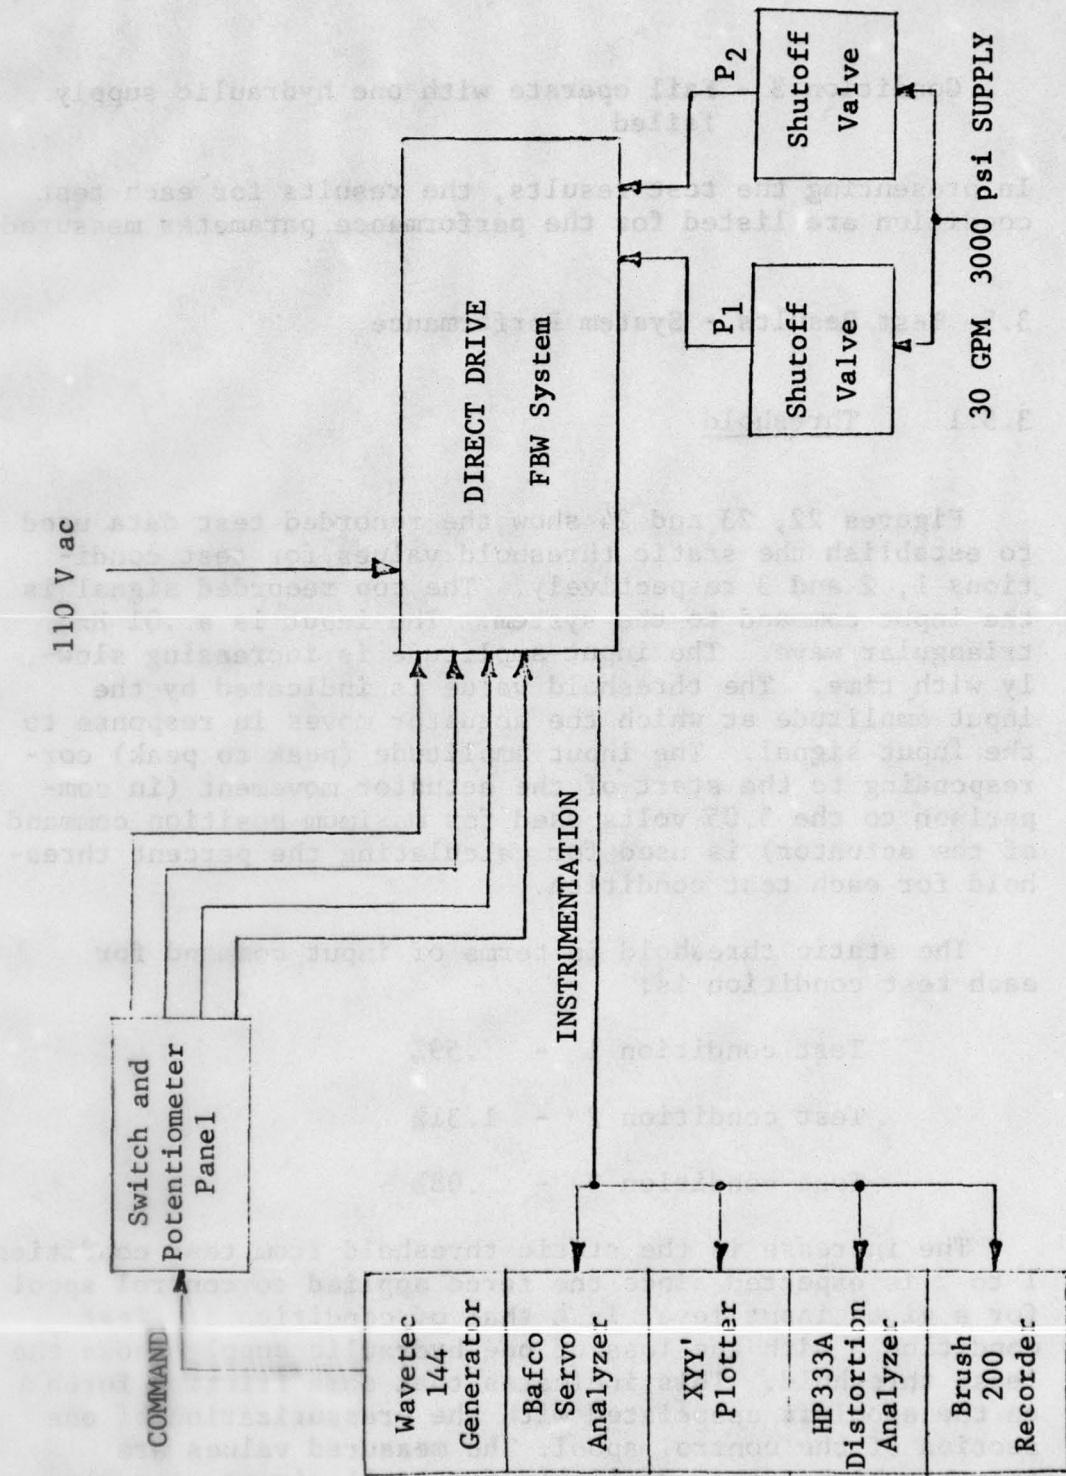 110 V ac
COMMAND
Switch and
Potentiometer
Panel
Wavetec
144
Generator
Barco
Servo
Analyzer
XYY'
Plotter
HP333A
Distortion
Analyzer
Brush
200
Recorder
INSTRUMENTATION
DIRECT DRIVE
FBW System
P1
P2
Shutoff
Valve
Shutoff
Valve
30 GPM 3000 psi SUPPLY